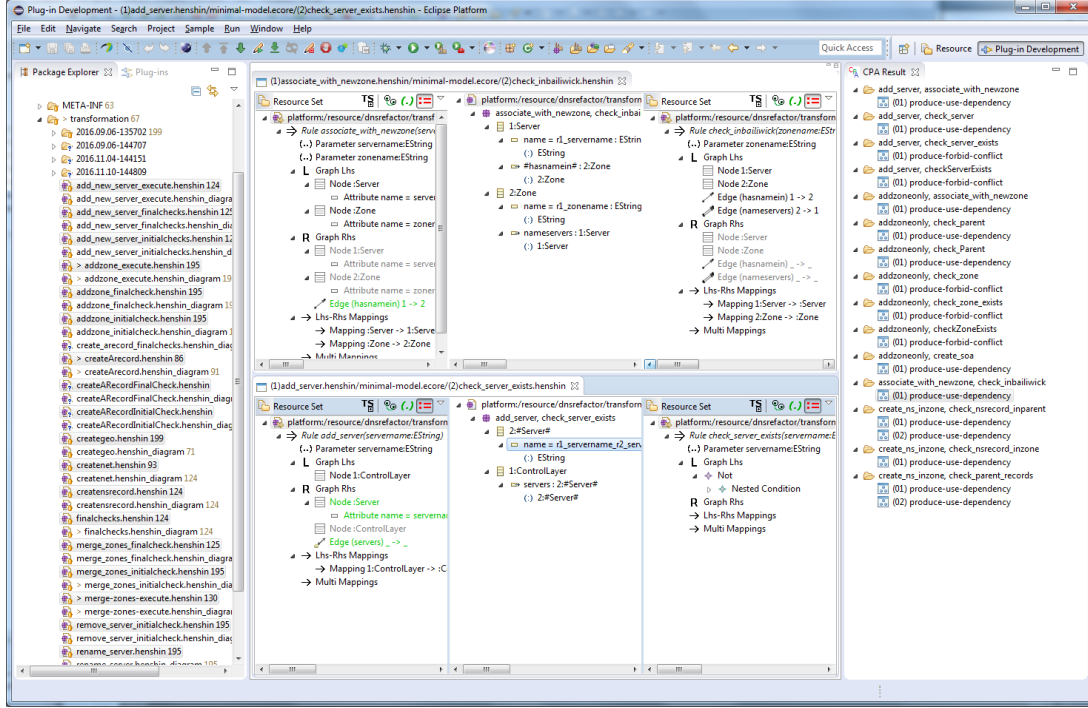 Plug-in Development - (1)add_server.henshin/minimal-model.ecore/(2)check_server_exists.henshin - Eclipse Platform
File Edit Navigate Search Project Sample Run Window Help
Quick Access Resource Plug-in Development
Package Explorer Plug-ins
META-INF 63
> transformation 67
2016.09.06-135702 199
2016.09.06-144707
2016.11.04-144151
2016.11.10-144809
add_new_server_execute.henshin 124
add_new_server_execute.henshin_diagra
add_new_server_finalchecks.henshin 125
add_new_server_finalchecks.henshin_dia
add_new_server_initialchecks.henshin 12
add_new_server_initialchecks.henshin_d
> addzone_execute.henshin 195
> addzone_execute.henshin_diagram 19
addzone_finalcheck.henshin 195
addzone_finalcheck.henshin_diagram 19
addzone_initialcheck.henshin 195
addzone_initialcheck.henshin_diagram 1
create_arecord_finalchecks.henshin_diag
> createArecord.henshin 86
> createArecord.henshin_diagram 91
createARecordFinalCheck.henshin
createARecordFinalCheck.henshin_diagr
createARecordInitialCheck.henshin
createARecordInitialCheck.henshin_diag
categeo.henshin 199
creategeo.henshin_diagram 71
createnet.henshin 93
createnet.henshin_diagram 124
creatensrecord.henshin 124
creatensrecord.henshin_diagram 124
finalchecks.henshin 124
> finalchecks.henshin_diagram 124
merge_zones_finalcheck.henshin 125
merge_zones_finalcheck.henshin_diagra
merge_zones_initialcheck.henshin 195
> merge_zones_initialcheck.henshin_dia
> merge-zones-execute.henshin 130
> merge-zones-execute.henshin_diagra
remove_server_initialcheck.henshin 195
remove_server_initialcheck.henshin_diag
rename_server.henshin 195
rename_server.henshin_diagram 195
(1)associate_with_newzone.henshin/minimal-model.ecore/(2)check_inbailiwick.henshin
Resource Set
platform:/resource/dnsrefactor/transf
Rule associate_with_newzone(serv
(..) Parameter servername:EString
(..) Parameter zonename:EString
L Graph Lhs
Node :Server
Attribute name = server
Node :Zone
Attribute name = zoner
R Graph Rhs
Node 1:Server
Attribute name = server
Node 2:Zone
Attribute name = zoner
Edge (hasnamein) 1 -> 2
Lhs-Rhs Mappings
Mapping :Server -> 1:Serve
Mapping :Zone -> 2:Zone
Multi Mappings
platform:/resource/dnsrefactor/transform
associate_with_newzone, check_inbai
1:Server
name = r1_servername : EStrin
(:) EString
#hasnamein# : 2:Zone
(:) 2:Zone
2:Zone
name = r1_zonename : EString
(:) EString
nameservers : 1:Server
(:) 1:Server
Resource Set
platform:/resource/dnsrefactor/transform
Rule check_inbailiwick(zonename:EStr
(..) Parameter zonename:EString
L Graph Lhs
Node 1:Server
Node 2:Zone
Edge (hasnamein) 1 -> 2
Edge (nameservers) 2 -> 1
R Graph Rhs
Node :Server
Node :Zone
Edge (hasnamein) _ -> _
Edge (nameservers) _ -> _
Lhs-Rhs Mappings
Mapping 1:Server -> :Server
Mapping 2:Zone -> :Zone
Multi Mappings
(1)add_server.henshin/minimal-model.ecore/(2)check_server_exists.henshin
Resource Set
platform:/resource/dnsrefactor/transform
Rule add_server(servername:EString)
(..) Parameter servername:EString
L Graph Lhs
Node 1:ControlLayer
R Graph Rhs
Node :Server
Attribute name = serverna
Node :ControlLayer
Edge (servers) _ -> _
Lhs-Rhs Mappings
Mapping 1:ControlLayer -> :C
Multi Mappings
platform:/resource/dnsrefactor/transforn
add_server, check_server_exists
2:#Server#
name = r1_servername_r2_serv
(:) EString
1:ControlLayer
servers : 2:#Server#
(:) 2:#Server#
Resource Set
platform:/resource/dnsrefactor/transform
Rule check_server_exists(servername:E
(..) Parameter servername:EString
L Graph Lhs
Not
Nested Condition
R Graph Rhs
Lhs-Rhs Mappings
Multi Mappings
CPA Result
add_server, associate_with_newzone
(01) produce-use-dependency
add_server, check_server
(01) produce-use-dependency
add_server, check_server_exists
(01) produce-forbid-conflict
add_server, checkServerExists
(01) produce-forbid-conflict
addzoneonly, associate_with_newzone
(01) produce-use-dependency
addzoneonly, check_parent
(01) produce-use-dependency
addzoneonly, check_Parent
(01) produce-use-dependency
addzoneonly, check_zone
(01) produce-use-dependency
addzoneonly, check_zone_exists
(01) produce-forbid-conflict
addzoneonly, checkZoneExists
(01) produce-forbid-conflict
addzoneonly, create_soa
(01) produce-use-dependency
associate_with_newzone, check_inbailiwick
(01) produce-use-dependency
create_ns_inzone, check_nsrecord_inparent
(01) produce-use-dependency
(02) produce-use-dependency
create_ns_inzone, check_nsrecord_inzone
(01) produce-use-dependency
create_ns_inzone, check_parent_records
(01) produce-use-dependency
(02) produce-use-dependency